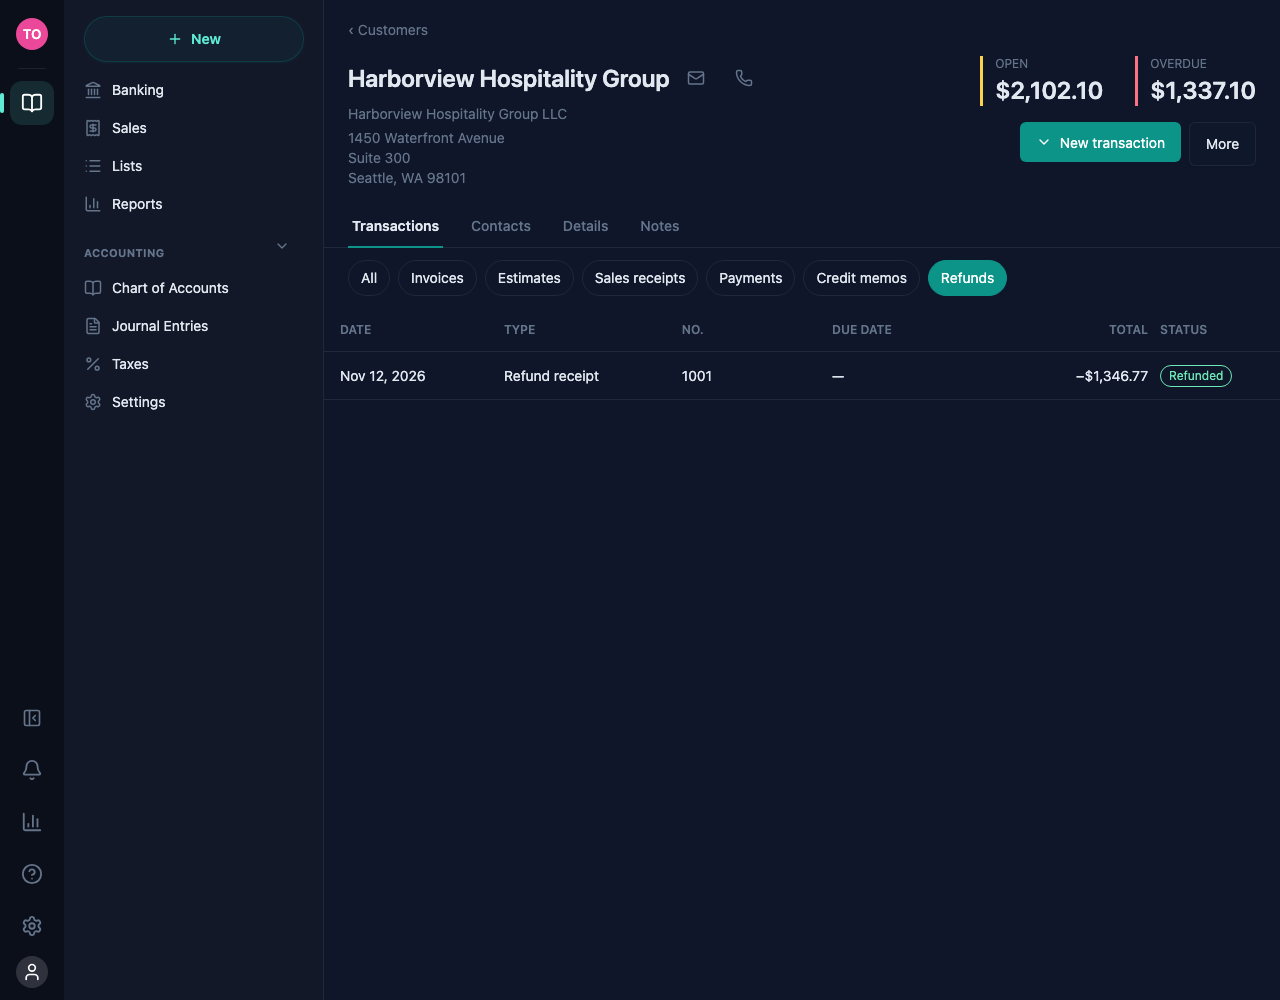 TO
New
Banking
Sales
Lists
Reports
ACCOUNTING
Chart of Accounts
Journal Entries
Taxes
Settings
‹ Customers
Harborview Hospitality Group
Harborview Hospitality Group LLC
1450 Waterfront Avenue
Suite 300
Seattle, WA 98101
OPEN
$2,102.10
OVERDUE
$1,337.10
New transaction
More
Transactions Contacts Details Notes
All Invoices Estimates Sales receipts Payments Credit memos Refunds
DATE TYPE NO. DUE DATE TOTAL STATUS
Nov 12, 2026 Refund receipt 1001 — −$1,346.77 Refunded